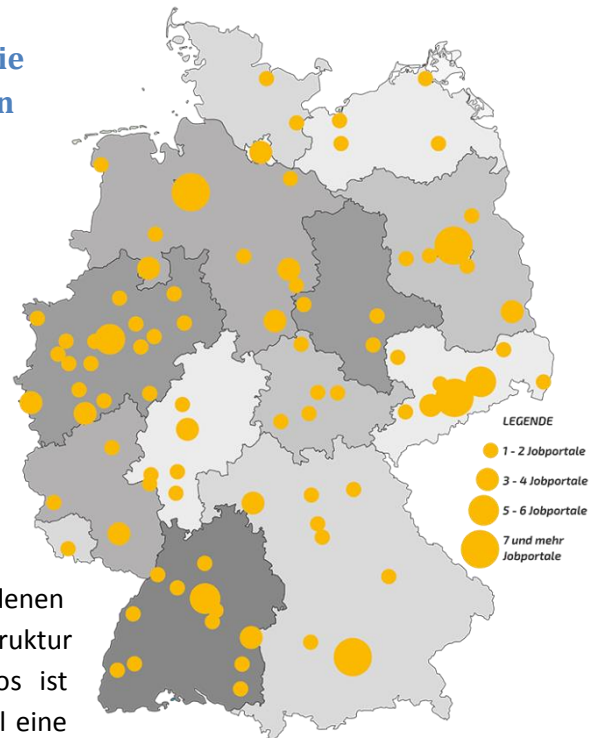 ie
n
LEGENDE
1 - 2 Jobportale
3 - 4 Jobportale
5 - 6 Jobportale
7 und mehr
Jobportale
denen
ruktur
os ist
l eine